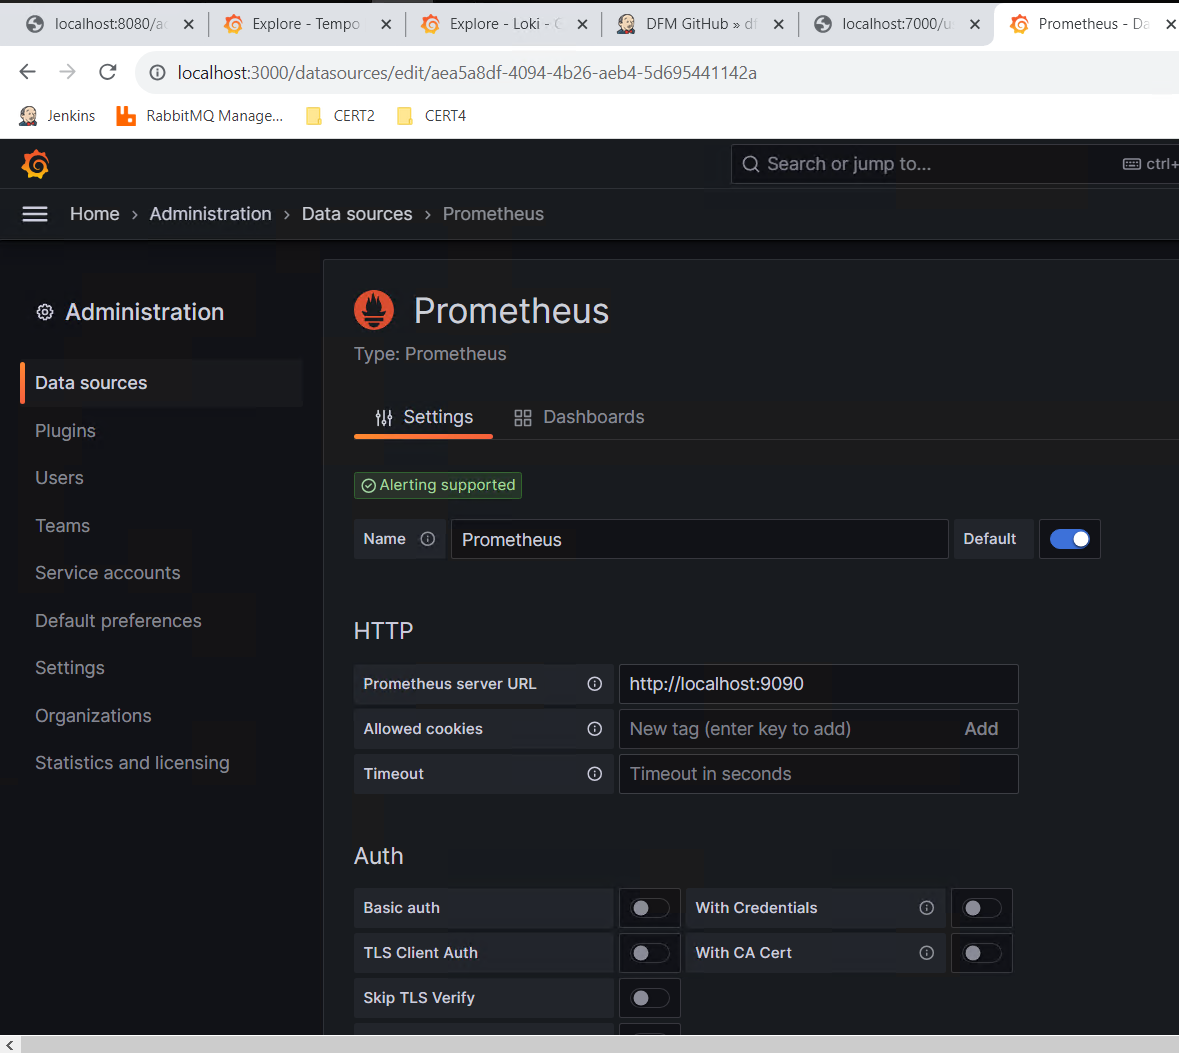 localhost:8080/ac
Explore - Tempo
Explore - Loki - G
DFM GitHub » df
localhost:7000/us
Prometheus - Da
localhost:3000/datasources/edit/aea5a8df-4094-4b26-aeb4-5d695441142a
Jenkins
RabbitMQ Manage...
CERT2
CERT4
Search or jump to...
ctrl+
Home › Administration › Data sources › Prometheus
Administration
Data sources
Plugins
Users
Teams
Service accounts
Default preferences
Settings
Organizations
Statistics and licensing
Prometheus
Type: Prometheus
Settings
Dashboards
Alerting supported
Name
Prometheus
Default
HTTP
Prometheus server URL
http://localhost:9090
Allowed cookies
New tag (enter key to add)
Add
Timeout
Timeout in seconds
Auth
Basic auth
With Credentials
TLS Client Auth
With CA Cert
Skip TLS Verify